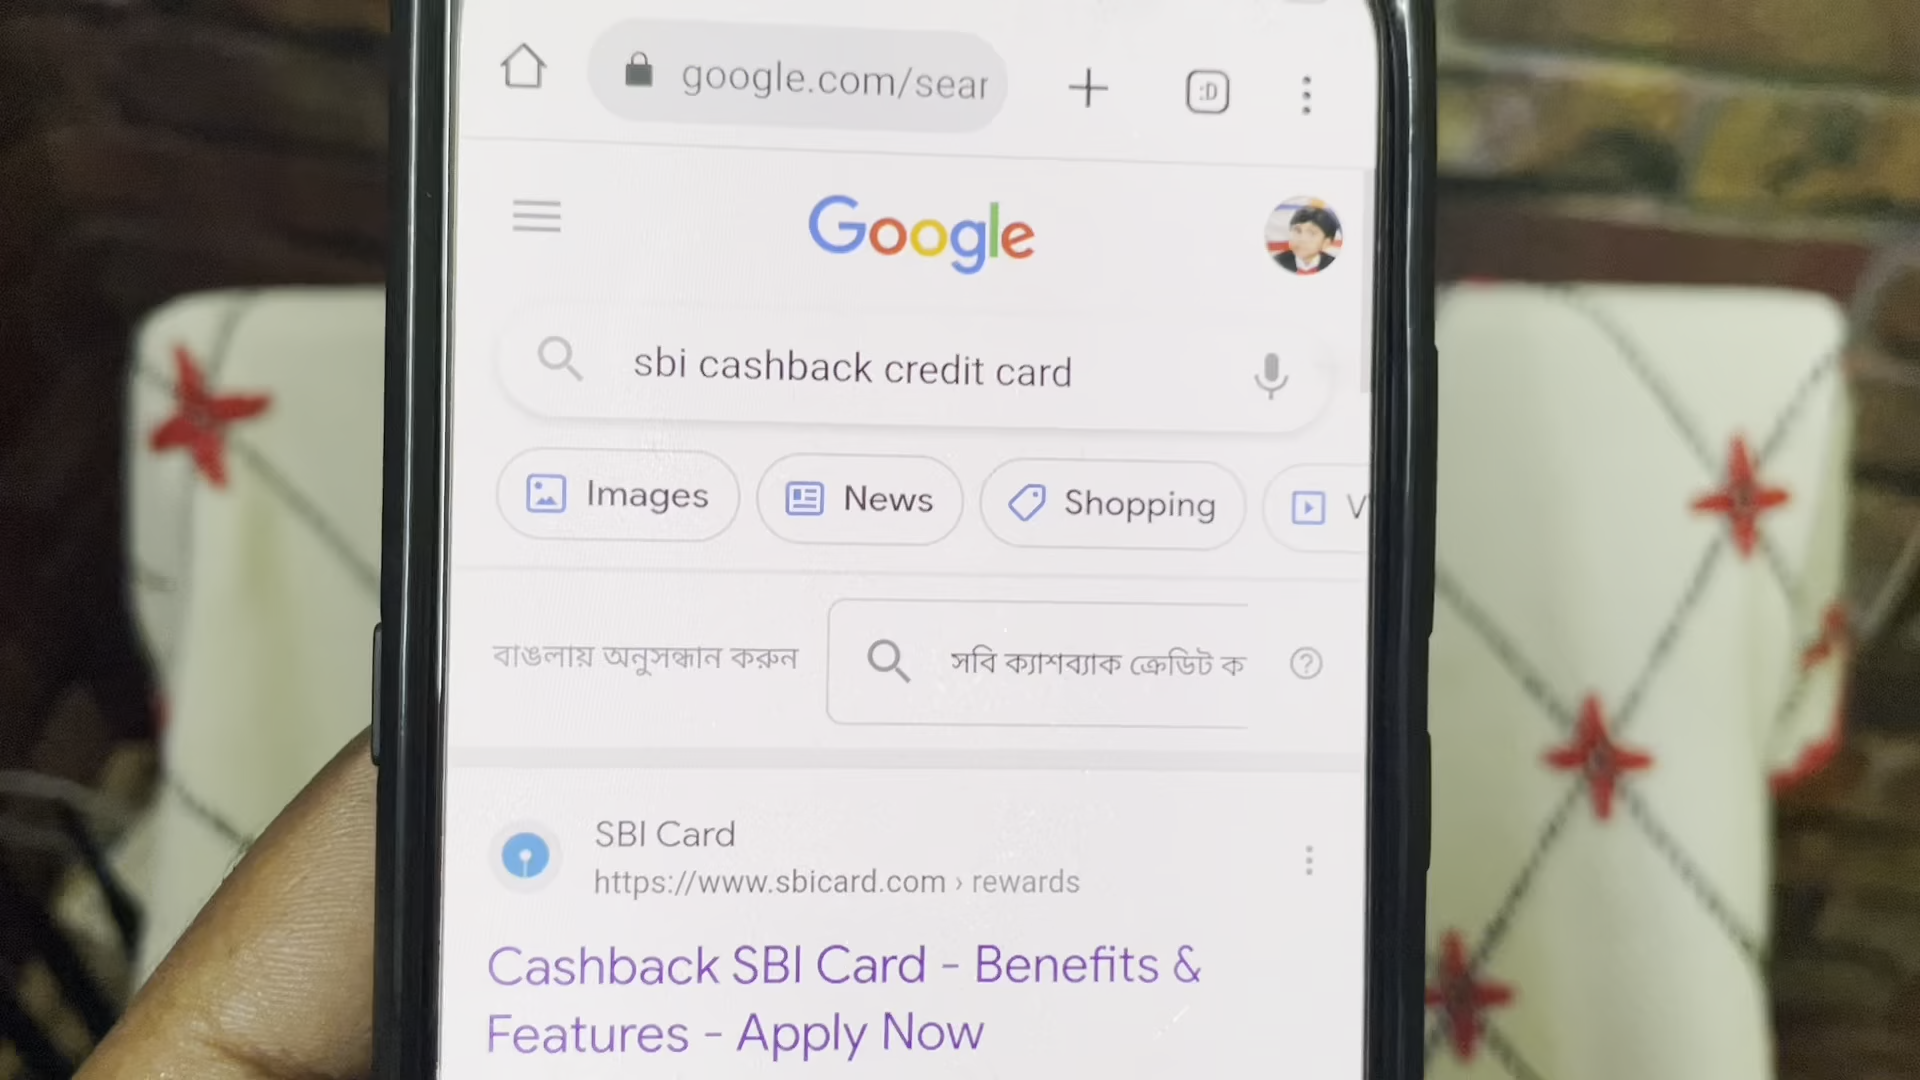 google.com/sear
:D
Google
sbi cashback credit card
Images
News
Shopping
V
বাঙলায় অনুসন্ধান করুন
সবি ক্যাশব্যাক ক্রেডিট ক
SBI Card
https://www.sbicard.com › rewards
Cashback SBI Card - Benefits &
Features - Apply Now